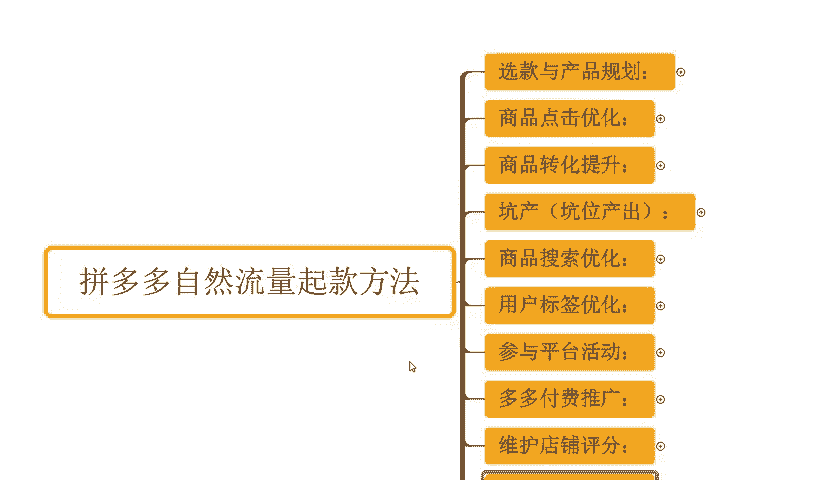 选款与产品规划：
商品点击优化：
商品转化提升：
坑产（坑位产出）：
拼多多自然流量起款方法
商品搜索优化：
用户标签优化：
参与平台活动：
多多付费推广：
维护店铺评分：